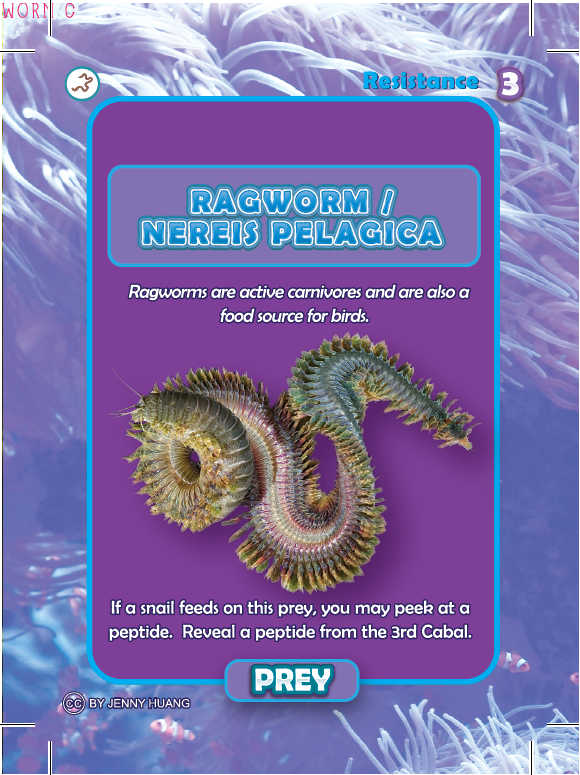 WORM C
Resistance 3
RAGWORM /
NEREIS PELAGICA
Ragworms are active carnivores and are also a
food source for birds.
If a snail feeds on this prey, you may peek at a
peptide. Reveal a peptide from the 3rd Cabal.
PREY
CC BY JENNY HUANG